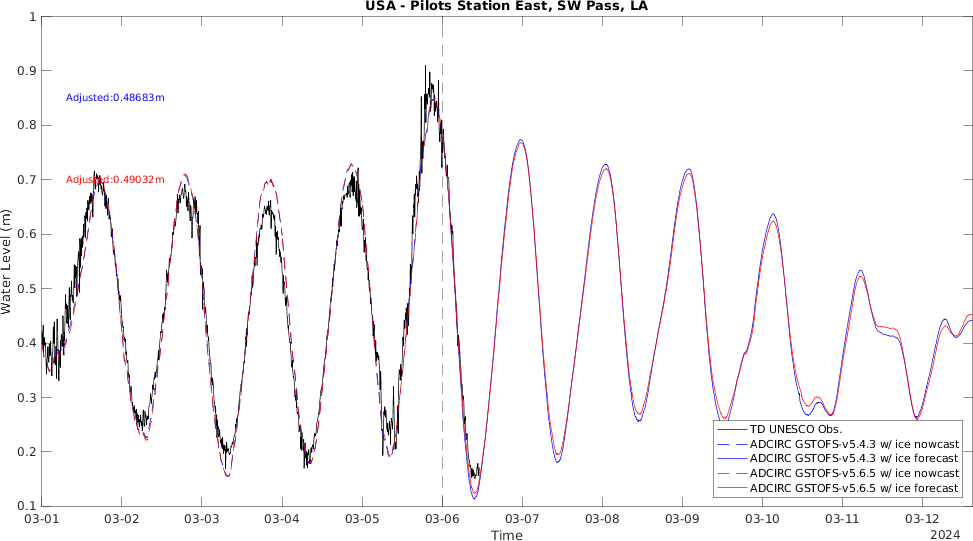 USA - Pilots Station East, SW Pass, LA
1
0.9
0.8
0.7
0.6
0.5
0.4
0.3
0.2
0.1
Water Level (m)
Adjusted:0.48683m
Adjusted:0.49032m
TD UNESCO Obs.
ADCIRC GSTOFS-v5.4.3 w/ ice nowcast
ADCIRC GSTOFS-v5.4.3 w/ ice forecast
ADCIRC GSTOFS-v5.6.5 w/ ice nowcast
ADCIRC GSTOFS-v5.6.5 w/ ice forecast
03-01 03-02 03-03 03-04 03-05 03-06 03-07 03-08 03-09 03-10 03-11 03-12
Time
2024